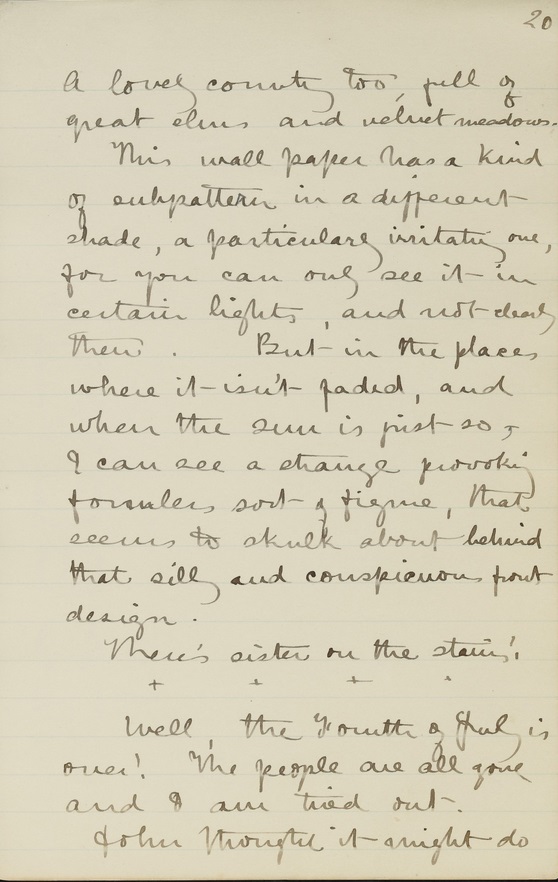 20
A lovely country too, full of
great elms and velvet meadows.
This wall paper has a kind
of subpattern in a different
shade, a particularly irritating one,
for you can only see it in
certain lights, and not clearly
then. But in the places
where it isn't faded, and
when the sun is just so,
I can see a strange provoking
formless sort of figure, that
seems to skulk about behind
that silly and conspicuous front
design.
There's sister on the stairs!
+ + + +
Well, the Fourth of July is
over! The people are all gone
and I am tired out.
John thought it might do